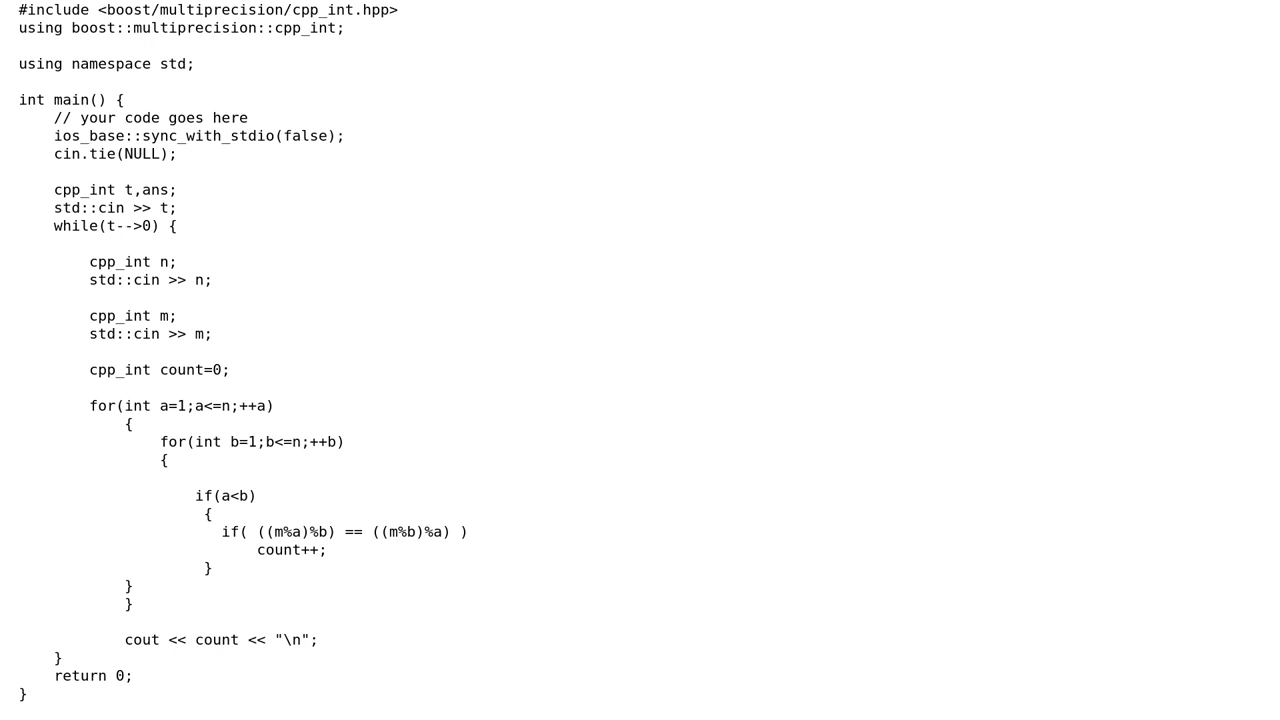 #include <boost/multiprecision/cpp_int.hpp>
using boost::multiprecision::cpp_int;

using namespace std;

int main() {
    // your code goes here
    ios_base::sync_with_stdio(false);
    cin.tie(NULL);

    cpp_int t,ans;
    std::cin >> t;
    while(t-->0) {

        cpp_int n;
        std::cin >> n;

        cpp_int m;
        std::cin >> m;

        cpp_int count=0;

        for(int a=1;a<=n;++a)
            {
                for(int b=1;b<=n;++b)
                {

                    if(a<b)
                     {
                       if( ((m%a)%b) == ((m%b)%a) )
                           count++;
                     }
            }
            }

            cout << count << "\n";
    }
    return 0;
}